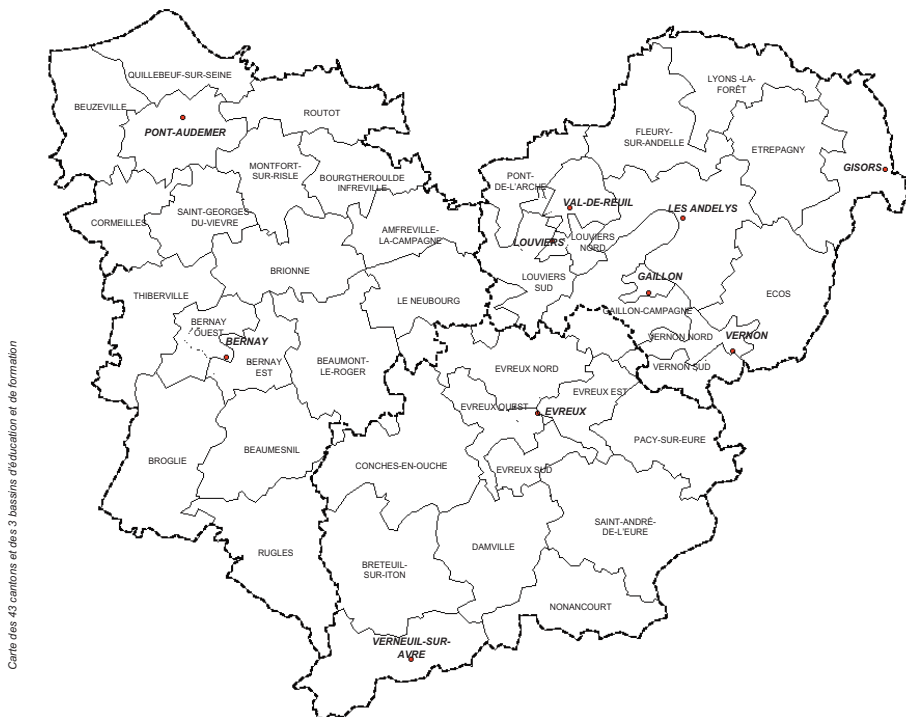 QUILLEBEUF-SUR-SEINE
BEUZEVILLE
PONT-AUDEMER
ROUTOT
MONTFORT-
SUR-RISLE
BOURGTHEROULDE
INFREVILLE
CORMEILLES
SAINT-GEORGES
DU-VIEVRE
AMFREVILLE-
LA-CAMPAGNE
BRIONNE
THIBERVILLE
LE NEUBOURG
BERNAY
OUEST
BERNAY
BERNAY
EST
BEAUMONT-
LE-ROGER
BROGLIE
BEAUMESNIL
RUGLES
LYONS -LA-
FORÊT
FLEURY-
SUR-ANDELLE
ETREPAGNY
GISORS
PONT-
DE-L'ARCHE
VAL-DE-REUIL
LES ANDELYS
LOUVIERS
LOUVIERS
NORD
LOUVIERS
SUD
GAILLON
GAILLON-CAMPAGNE
ECOS
VERNON NORD
VERNON
VERNON SUD
EVREUX NORD
EVREUX EST
EVREUX OUEST
EVREUX
PACY-SUR-EURE
CONCHES-EN-OUCHE
EVREUX SUD
SAINT-ANDRÉ-
DE-L'EURE
DAMVILLE
BRETEUIL-
SUR-ITON
NONANCOURT
VERNEUIL-SUR-
AVRE
Carte des 43 cantons et des 3 bassins d'éducation et de formation